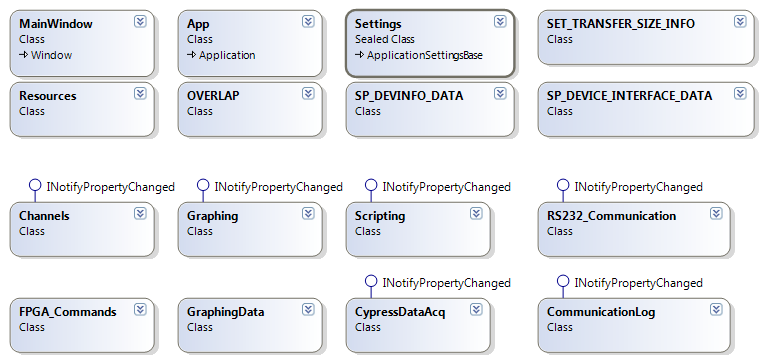 MainWindow
Class
Window
App
Class
Application
Settings
Sealed Class
ApplicationSettingsBase
SET_TRANSFER_SIZE_INFO
Class
Resources
Class
OVERLAP
Class
SP_DEVINFO_DATA
Class
SP_DEVICE_INTERFACE_DATA
Class
INotifyPropertyChanged
Channels
Class
INotifyPropertyChanged
Graphing
Class
INotifyPropertyChanged
Scripting
Class
INotifyPropertyChanged
RS232_Communication
Class
FPGA_Commands
Class
GraphingData
Class
INotifyPropertyChanged
CypressDataAcq
Class
INotifyPropertyChanged
CommunicationLog
Class